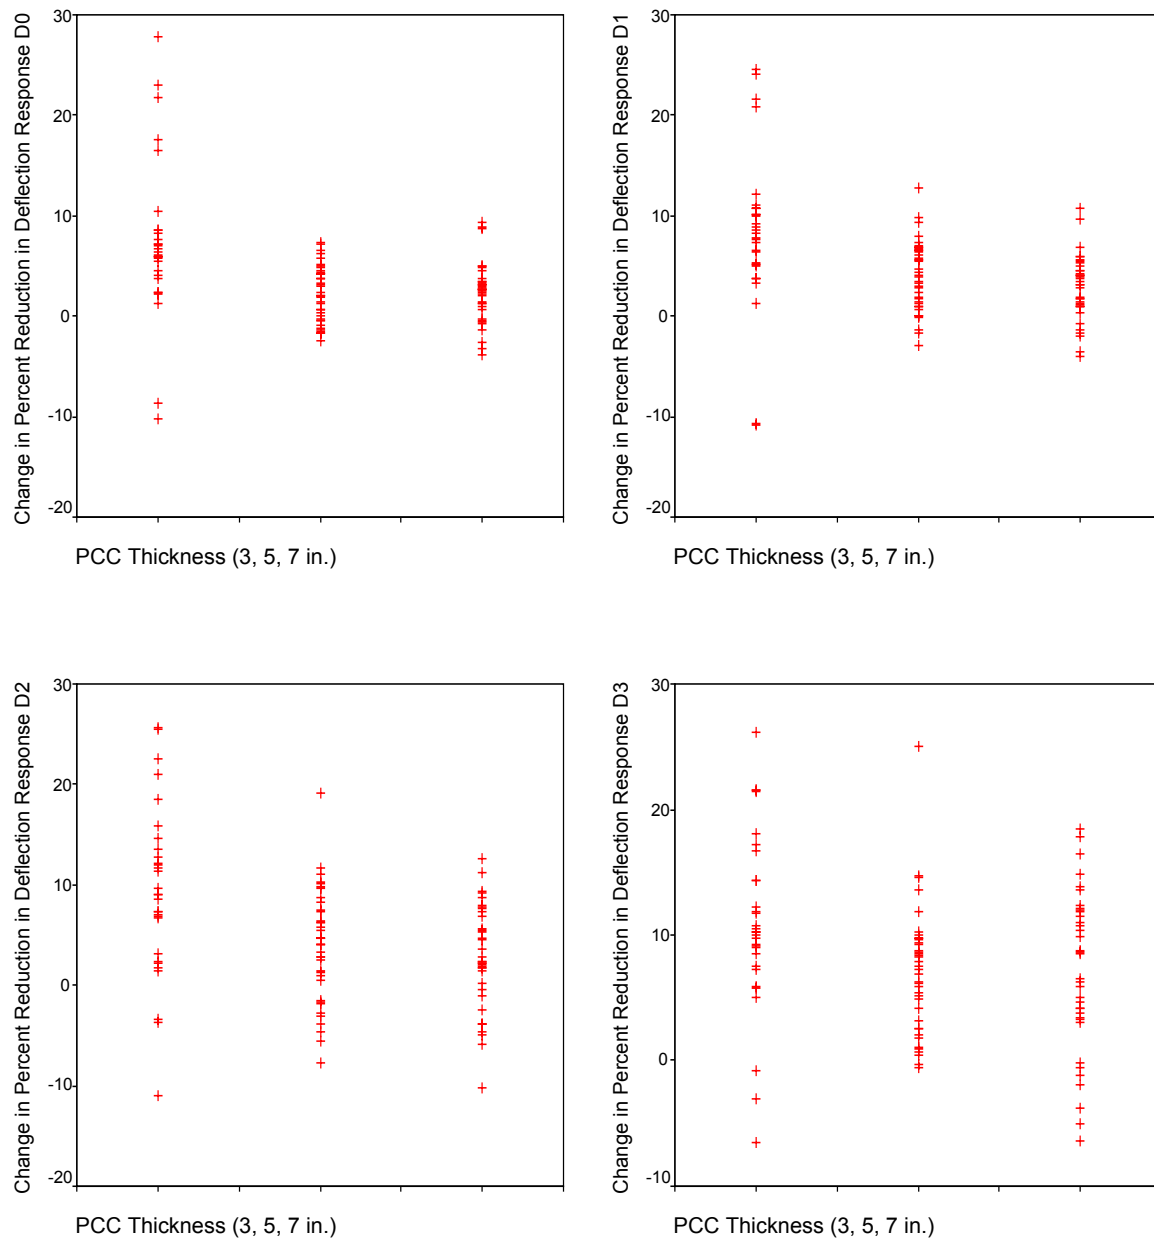 Change in Percent Reduction in Deflection Response D0
30
20
10
0
-10
-20
PCC Thickness (3, 5, 7 in.)
Change in Percent Reduction in Deflection Response D1
30
20
10
0
-10
-20
PCC Thickness (3, 5, 7 in.)
Change in Percent Reduction in Deflection Response D2
30
20
10
0
-10
-20
PCC Thickness (3, 5, 7 in.)
Change in Percent Reduction in Deflection Response D3
30
20
10
0
-10
PCC Thickness (3, 5, 7 in.)